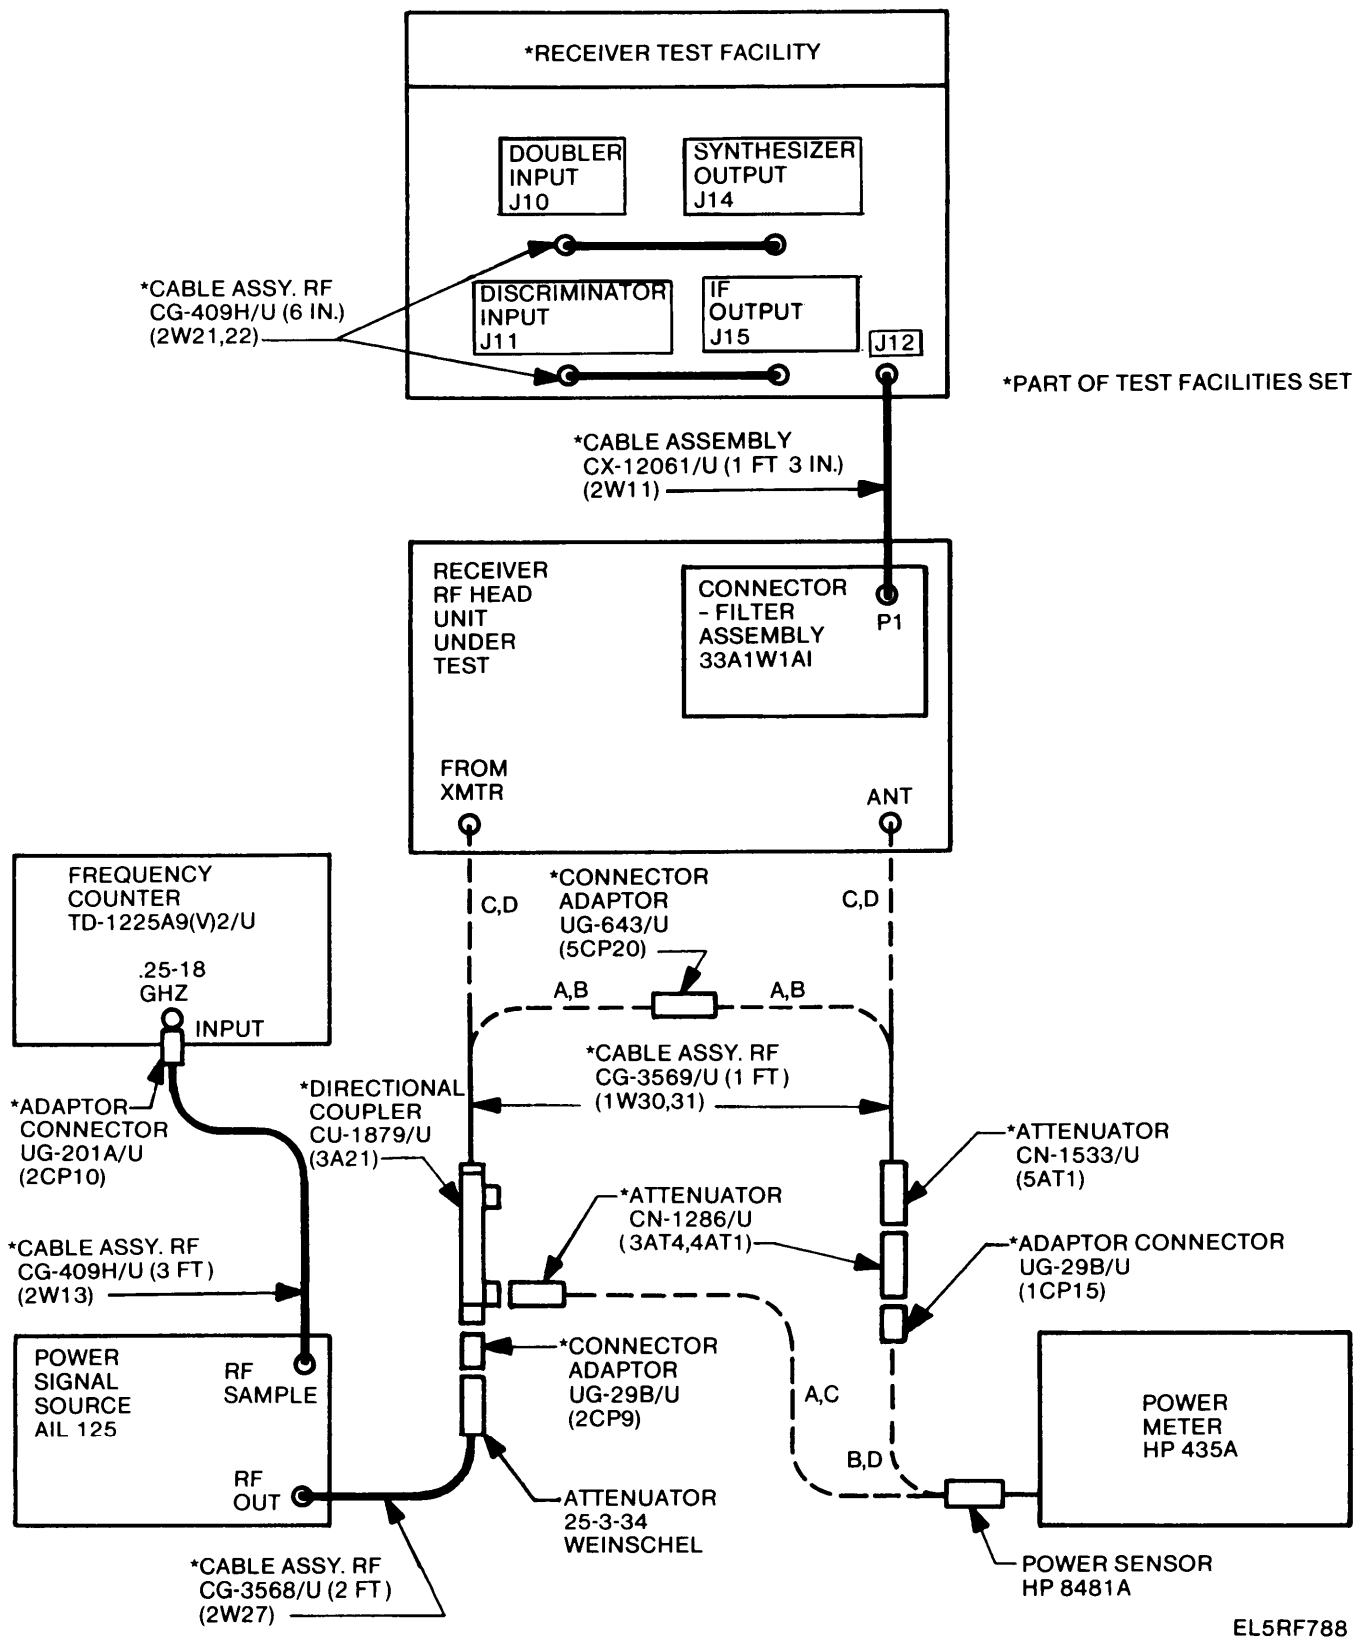 *RECEIVER TEST FACILITY
DOUBLER
INPUT
J10
SYNTHESIZER
OUTPUT
J14
*CABLE ASSY. RF
CG-409H/U (6 IN.)
(2W21,22)
DISCRIMINATOR
INPUT
J11
IF
OUTPUT
J15
J12
*PART OF TEST FACILITIES SET
*CABLE ASSEMBLY
CX-12061/U (1 FT 3 IN.)
(2W11)
RECEIVER
RF HEAD
UNIT
UNDER
TEST
CONNECTOR
- FILTER
ASSEMBLY
33A1W1AI
P1
FROM
XMTR
ANT
FREQUENCY
COUNTER
TD-1225A9(V)2/U
.25-18
GHZ
INPUT
C,D
*CONNECTOR
ADAPTOR
UG-643/U
(5CP20)
C,D
A,B
A,B
*CABLE ASSY. RF
CG-3569/U (1 FT)
(1W30,31)
*DIRECTIONAL
COUPLER
CU-1879/U
(3A21)
*ADAPTOR
CONNECTOR
UG-201A/U
(2CP10)
*ATTENUATOR
CN-1533/U
(5AT1)
*ATTENUATOR
CN-1286/U
(3AT4,4AT1)
*ADAPTOR CONNECTOR
UG-29B/U
(1CP15)
*CABLE ASSY. RF
CG-409H/U (3 FT)
(2W13)
POWER
SIGNAL
SOURCE
AIL 125
RF
SAMPLE
RF
OUT
*CONNECTOR
ADAPTOR
UG-29B/U
(2CP9)
A,C
B,D
POWER
METER
HP 435A
ATTENUATOR
25-3-34
WEINSCHEL
*CABLE ASSY. RF
CG-3568/U (2 FT)
(2W27)
POWER SENSOR
HP 8481A
EL5RF788